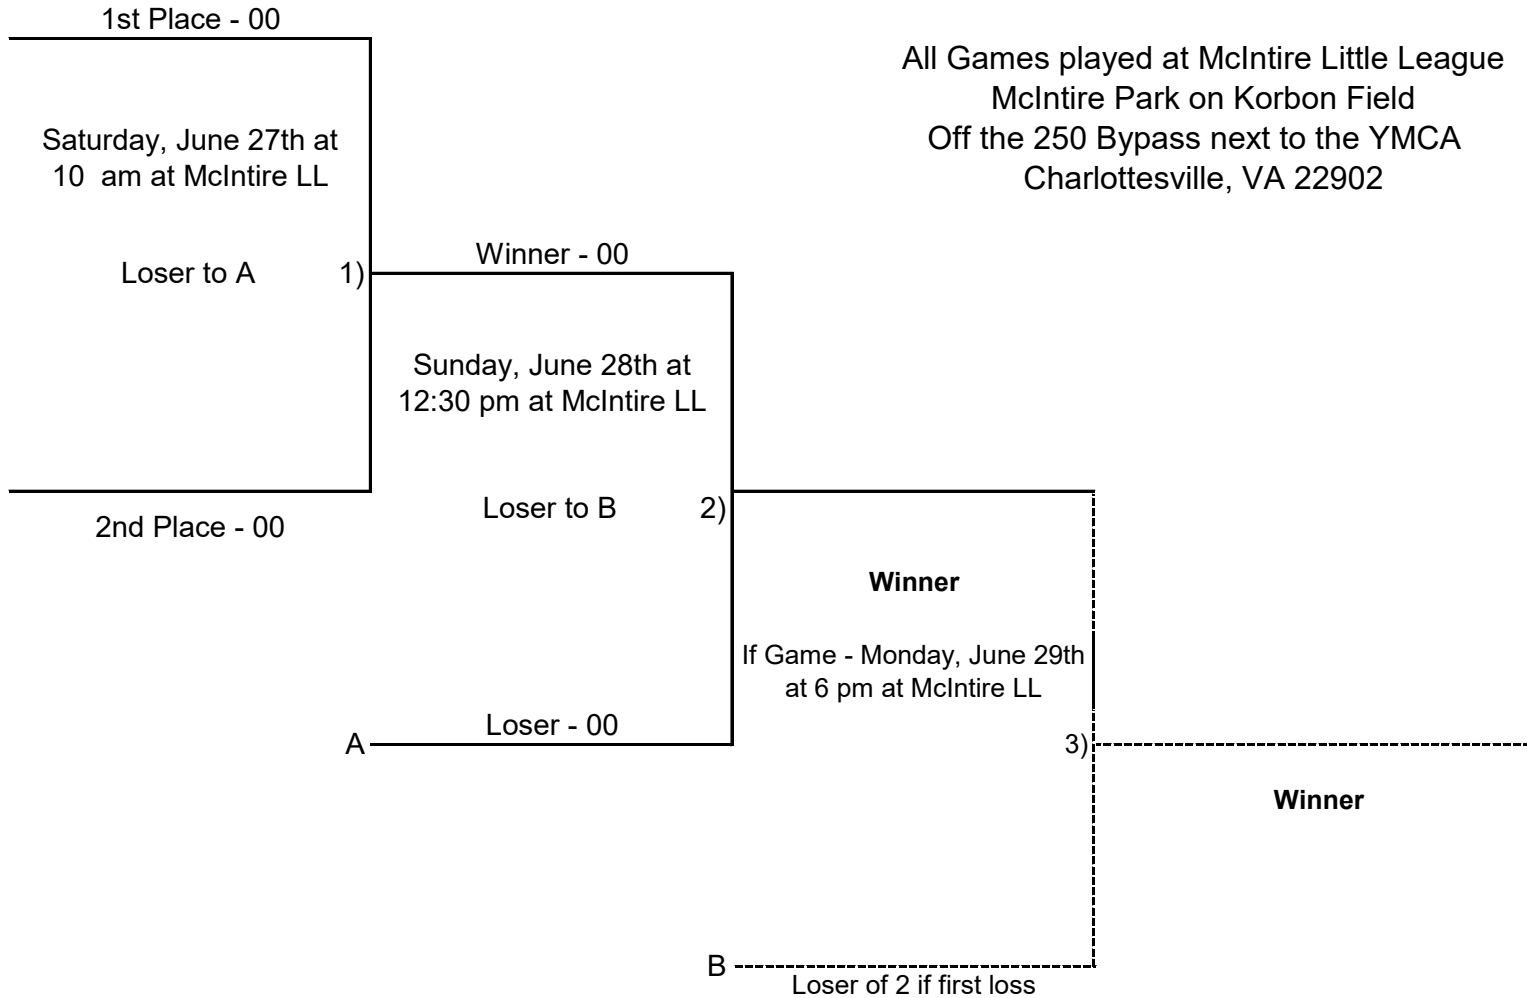 1st Place - 00
All Games played at McIntire Little League
McIntire Park on Korbon Field
Off the 250 Bypass next to the YMCA
Charlottesville, VA 22902
Saturday, June 27th at
10  am at McIntire LL
Loser to A
1)
Winner - 00
Sunday, June 28th at
12:30 pm at McIntire LL
Loser to B
2)
2nd Place - 00
Winner
If Game - Monday, June 29th
at 6 pm at McIntire LL
Loser - 00
A
3)
Winner
B
Loser of 2 if first loss